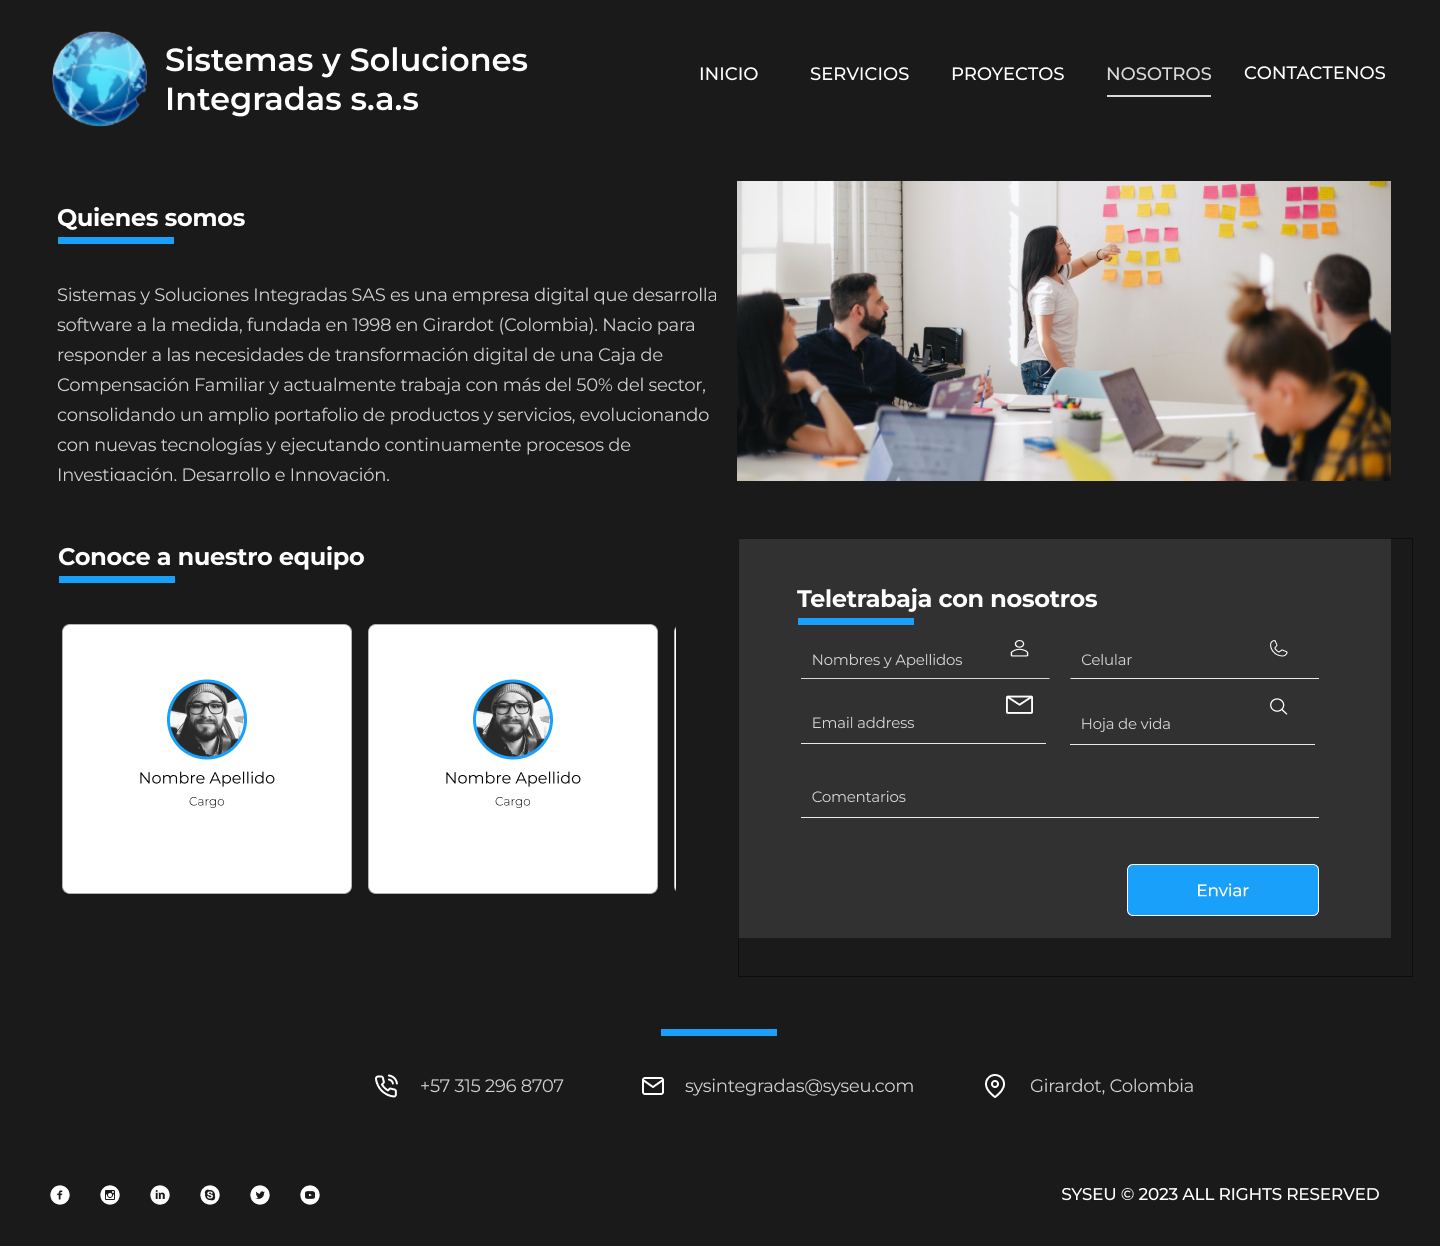 Sistemas y Soluciones
Integradas s.a.s
INICIO
SERVICIOS
PROYECTOS
NOSOTROS
CONTACTENOS
Quienes somos
Sistemas y Soluciones Integradas SAS es una empresa digital que desarrolla
software a la medida, fundada en 1998 en Girardot (Colombia). Nacio para
responder a las necesidades de transformación digital de una Caja de
Compensación Familiar y actualmente trabaja con más del 50% del sector,
consolidando un amplio portafolio de productos y servicios, evolucionando
con nuevas tecnologías y ejecutando continuamente procesos de
Investigación, Desarrollo e Innovación.
Conoce a nuestro equipo
Nombre Apellido
Cargo
Nombre Apellido
Cargo
Teletrabaja con nosotros
Nombres y Apellidos
Celular
Email address
Hoja de vida
Comentarios
Enviar
+57 315 296 8707
sysintegradas@syseu.com
Girardot, Colombia
SYSEU © 2023 ALL RIGHTS RESERVED